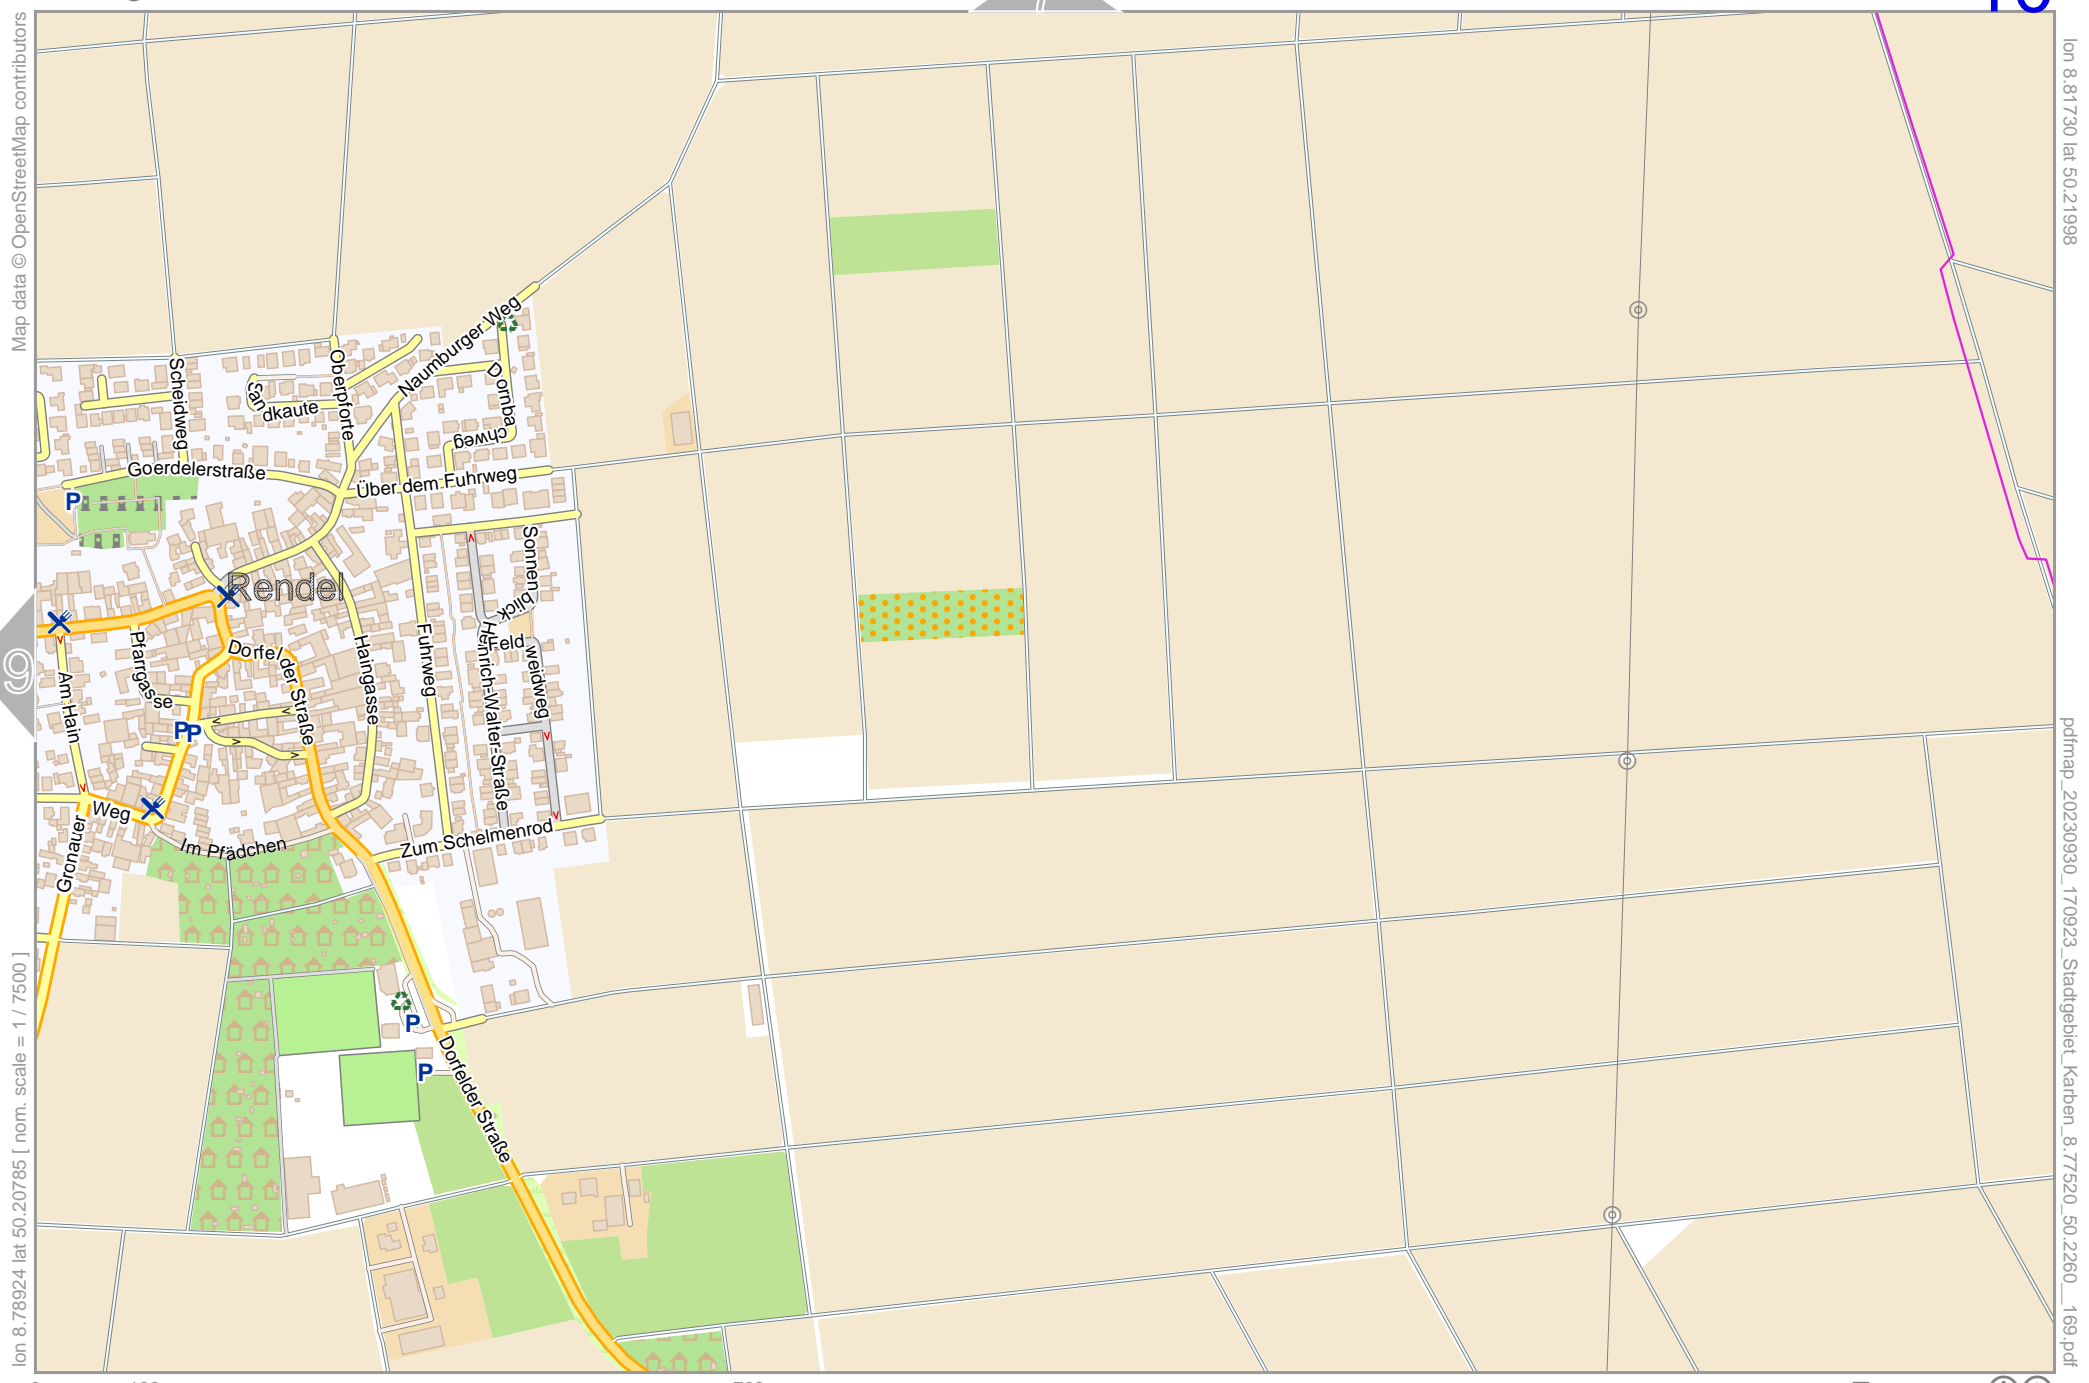 Map data © OpenStreetMap contributors
lon 8.78924 lat 50.20785 [ nom. scale = 1 / 7500 ]
lon 8.81730 lat 50.21998
pdfmap_20230930_170923_Stadtgebiet_Karben_8.77520_50.2260__169.pdf
9
Naumburger Weg
Oberpforte
Scheidweg
Sandkaute
Dornbachweg
Goerdelerstraße
Über dem Fuhrweg
P
Sonnenblick
Rendel
Feldweidweg
Heinrich-Walter-Straße
Fuhrweg
Haingasse
Dorfelder Straße
Pfarrgasse
Am Hain
PP
Gronauer Weg
Im Pfädchen
Zum Schelmenrod
P
P
Dorfelder Straße